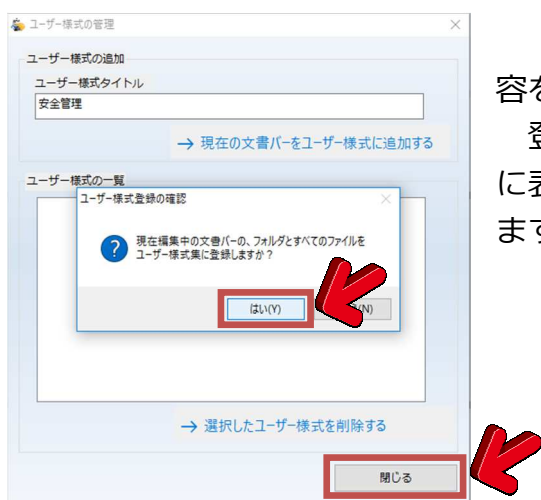 ユーザー様式の管理
ユーザー様式の追加
ユーザー様式タイトル
安全管理
→ 現在の文書バーをユーザー様式に追加する
ユーザー様式の一覧
ユーザー様式登録の確認
現在編集中の文書バーの、フォルダとすべてのファイルを
ユーザー様式集に登録しますか？
はい(Y)
(N)
→ 選択したユーザー様式を削除する
閉じる
容を
に表
ます